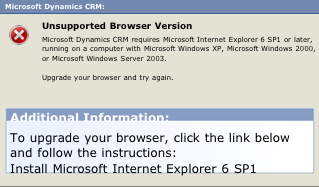 Microsoft Dynamics CRM:
Unsupported Browser Version
Microsoft Dynamics CRM requires Microsoft Internet Explorer 6 SP1 or later,
running on a computer with Microsoft Windows XP, Microsoft Windows 2000,
or Microsoft Windows Server 2003.
Upgrade your browser and try again.
Additional Information:
To upgrade your browser, click the link below
and follow the instructions:
Install Microsoft Internet Explorer 6 SP1